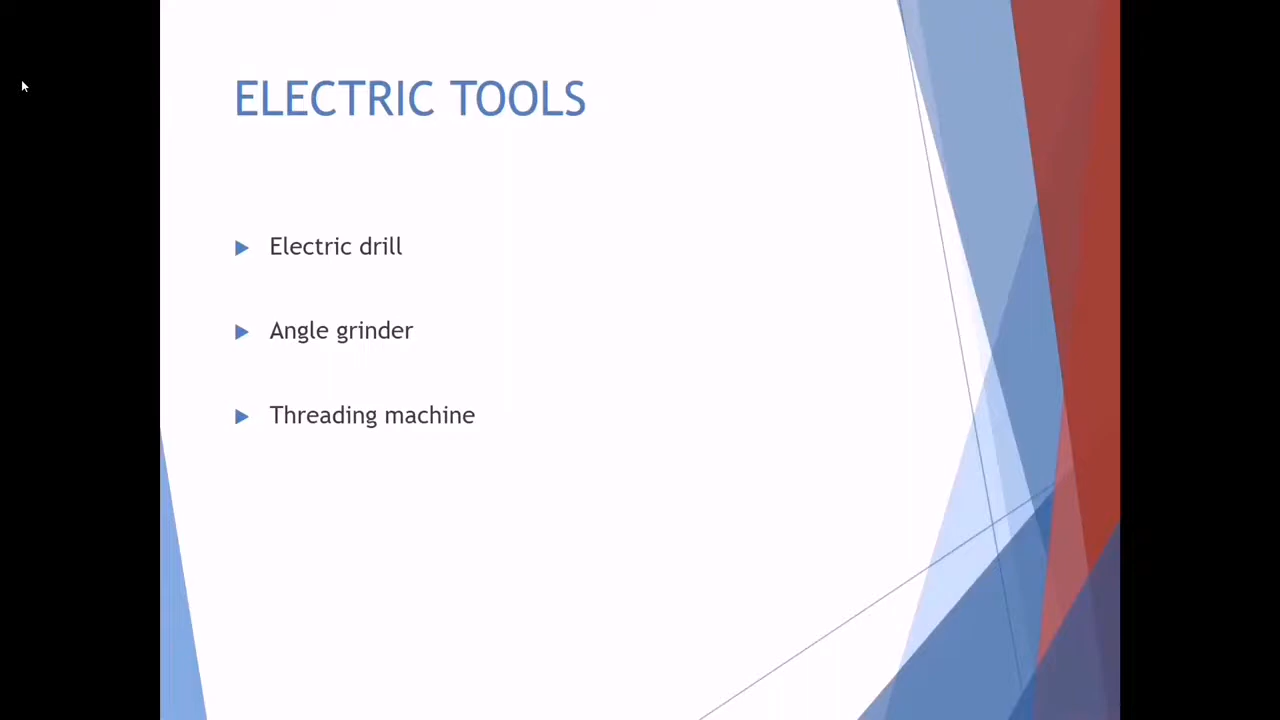 ELECTRIC TOOLS
Electric drill
Angle grinder
Threading machine